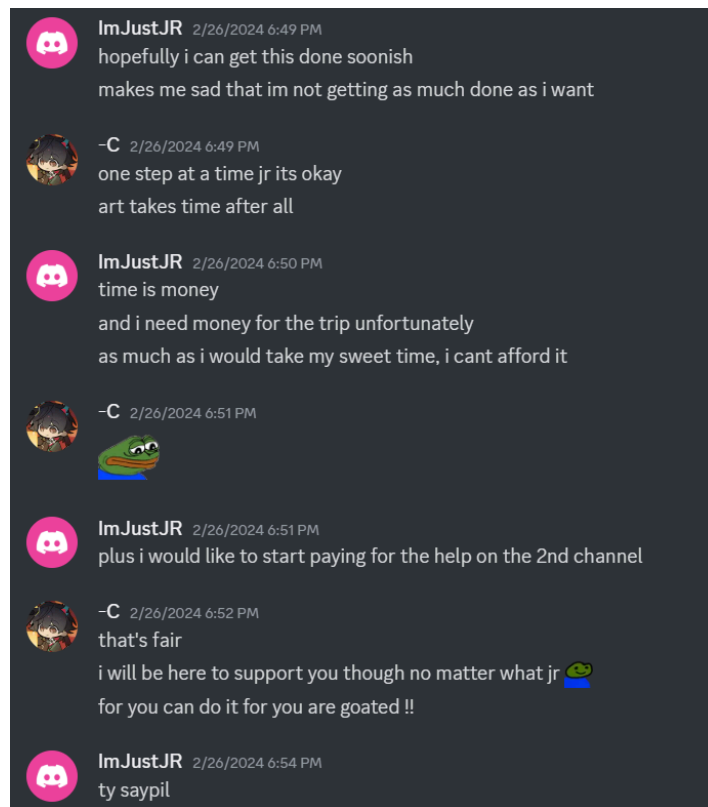 ImJustJR 2/26/2024 6:49 PM
hopefully i can get this done soonish
makes me sad that im not getting as much done as i want
-C 2/26/2024 6:49 PM
one step at a time jr its okay
art takes time after all
ImJustJR 2/26/2024 6:50 PM
time is money
and i need money for the trip unfortunately
as much as i would take my sweet time, i cant afford it
-C 2/26/2024 6:51 PM
ImJustJR 2/26/2024 6:51 PM
plus i would like to start paying for the help on the 2nd channel
-C 2/26/2024 6:52 PM
that's fair
i will be here to support you though no matter what jr
for you can do it for you are goated !!
ImJustJR 2/26/2024 6:54 PM
ty saypil